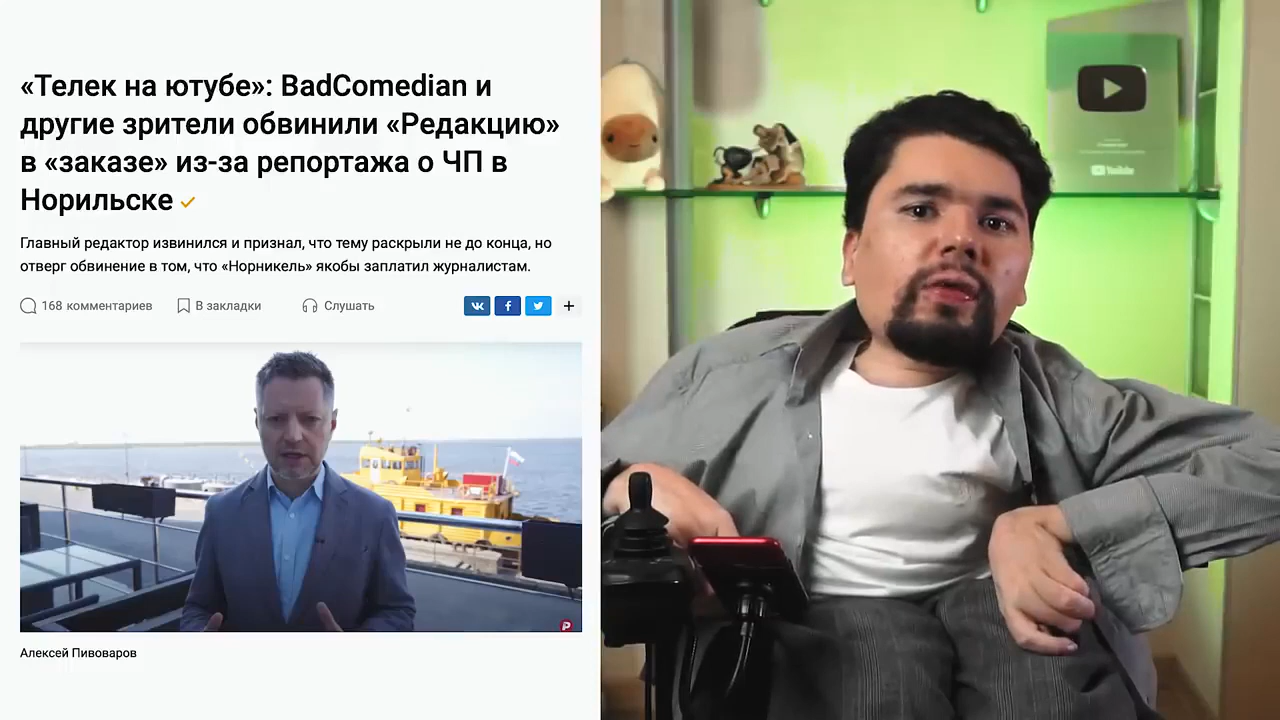 «Телек на ютубе»: BadComedian и
другие зрители обвинили «Редакцию»
в «заказе» из-за репортажа о ЧП в
Норильске
Главный редактор извинился и признал, что тему раскрыли не до конца, но
отверг обвинение в том, что «Норникель» якобы заплатил журналистам.
168 комментариев В закладки Слушать
Алексей Пивоваров
YouTube